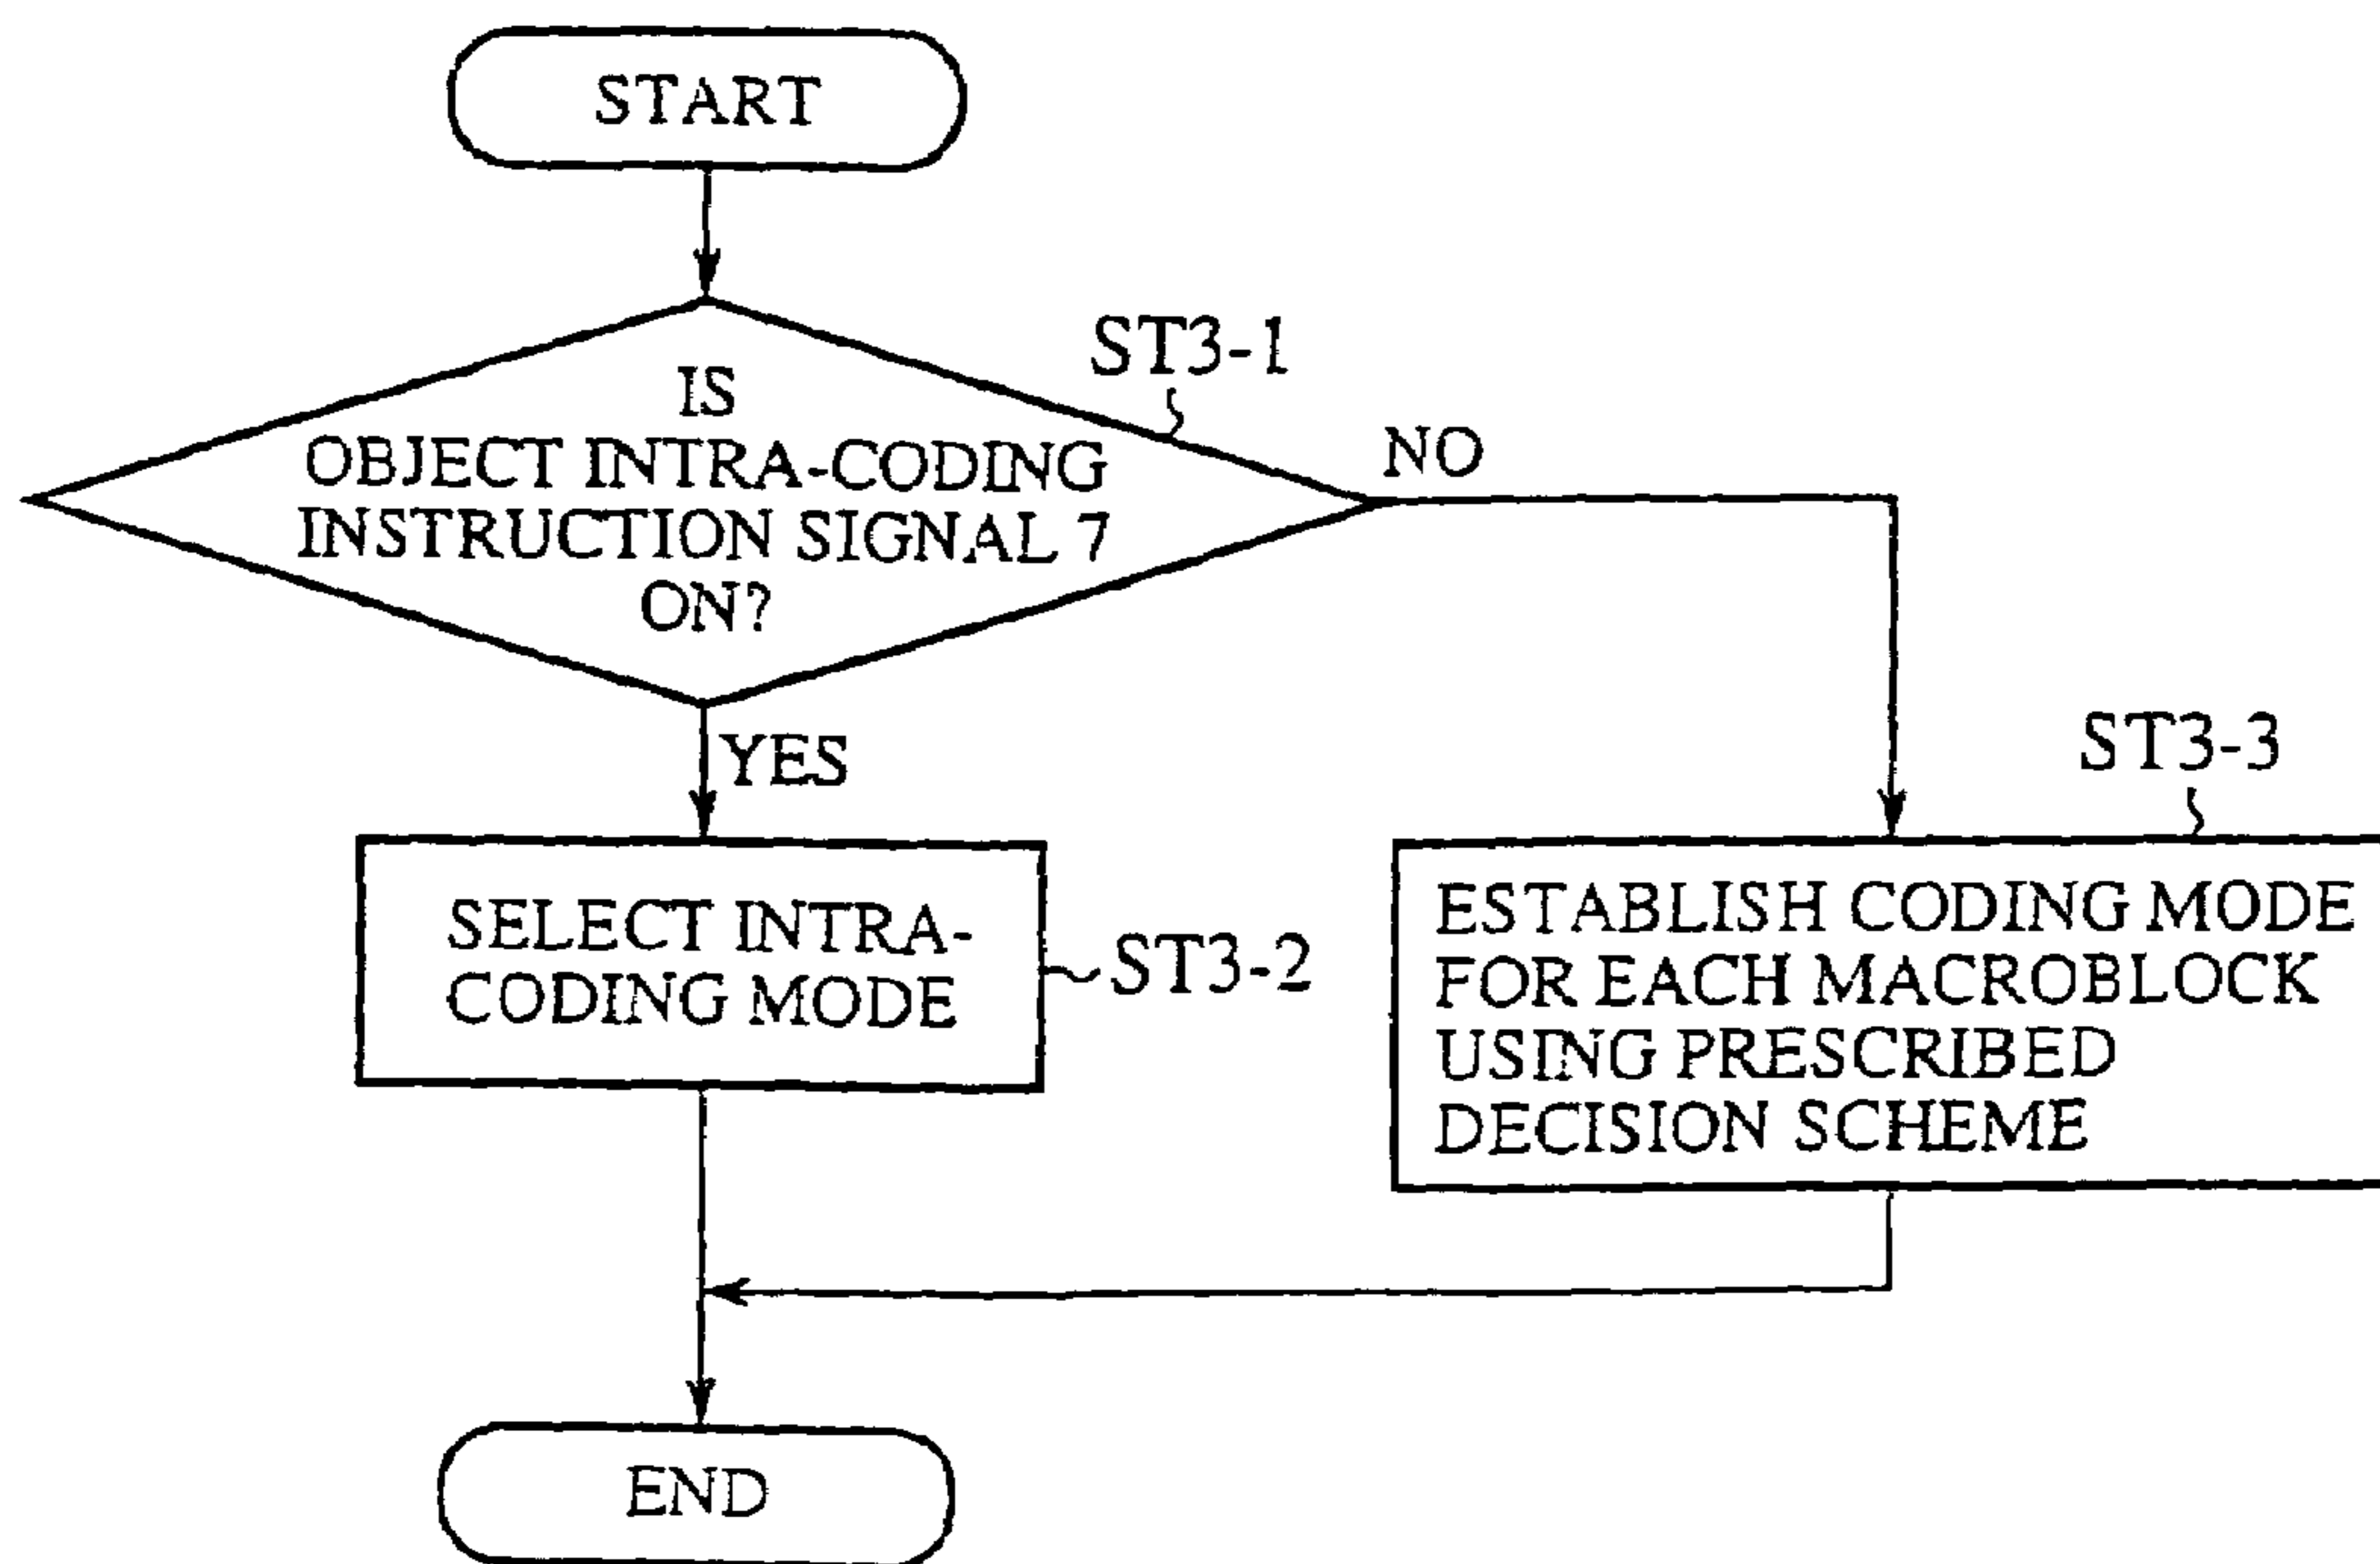 START
ST3-1
IS
OBJECT INTRA-CODING
INSTRUCTION SIGNAL 7
ON?
NO
YES
ST3-3
SELECT INTRA-
CODING MODE
ST3-2
ESTABLISH CODING MODE
FOR EACH MACROBLOCK
USING PRESCRIBED
DECISION SCHEME
END